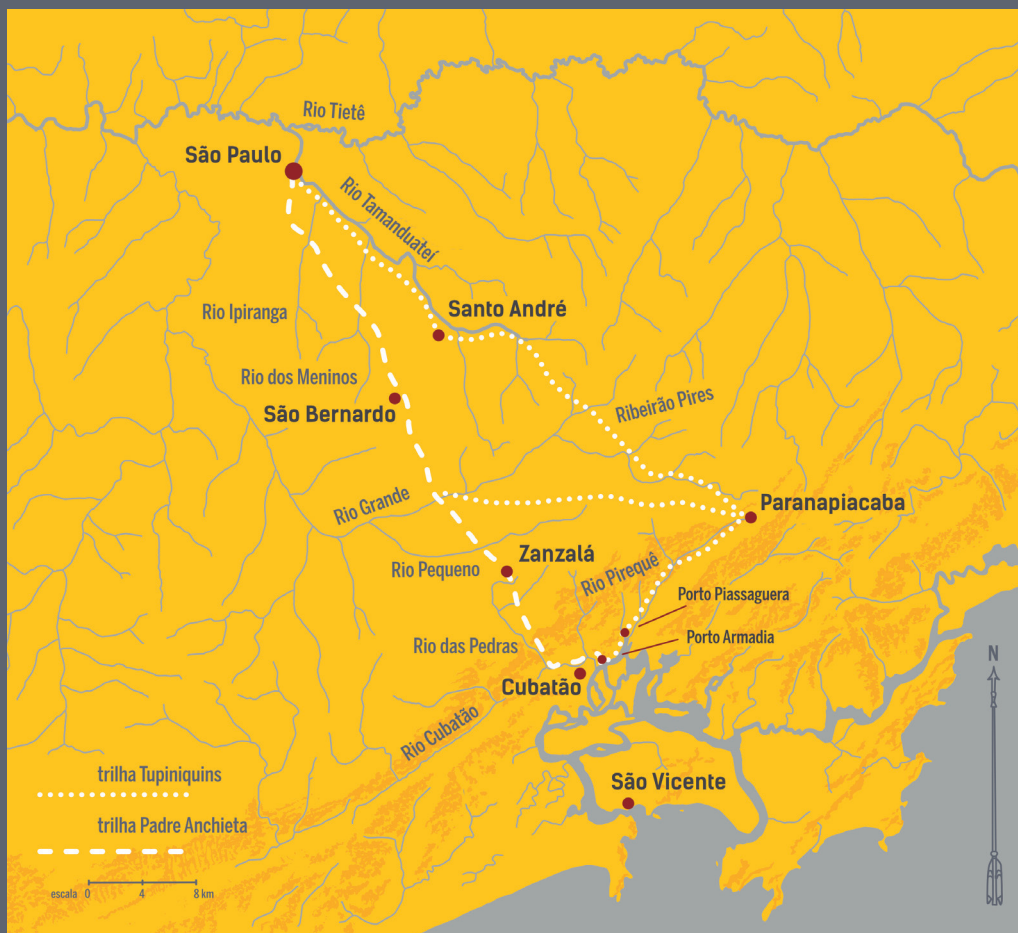 Rio Tietê
São Paulo
Rio Tamanduateí
Rio Ipiranga
Santo André
Rio dos Meninos
São Bernardo
Ribeirão Pires
Rio Grande
Paranapiacaba
Zanzalá
Rio Pequeno
Rio Pirequê
Porto Piassaguera
Porto Armadia
Rio das Pedras
Cubatão
Rio Cubatão
São Vicente
N
trilha Tupiniquins
trilha Padre Anchieta
escala 0 4 8 km